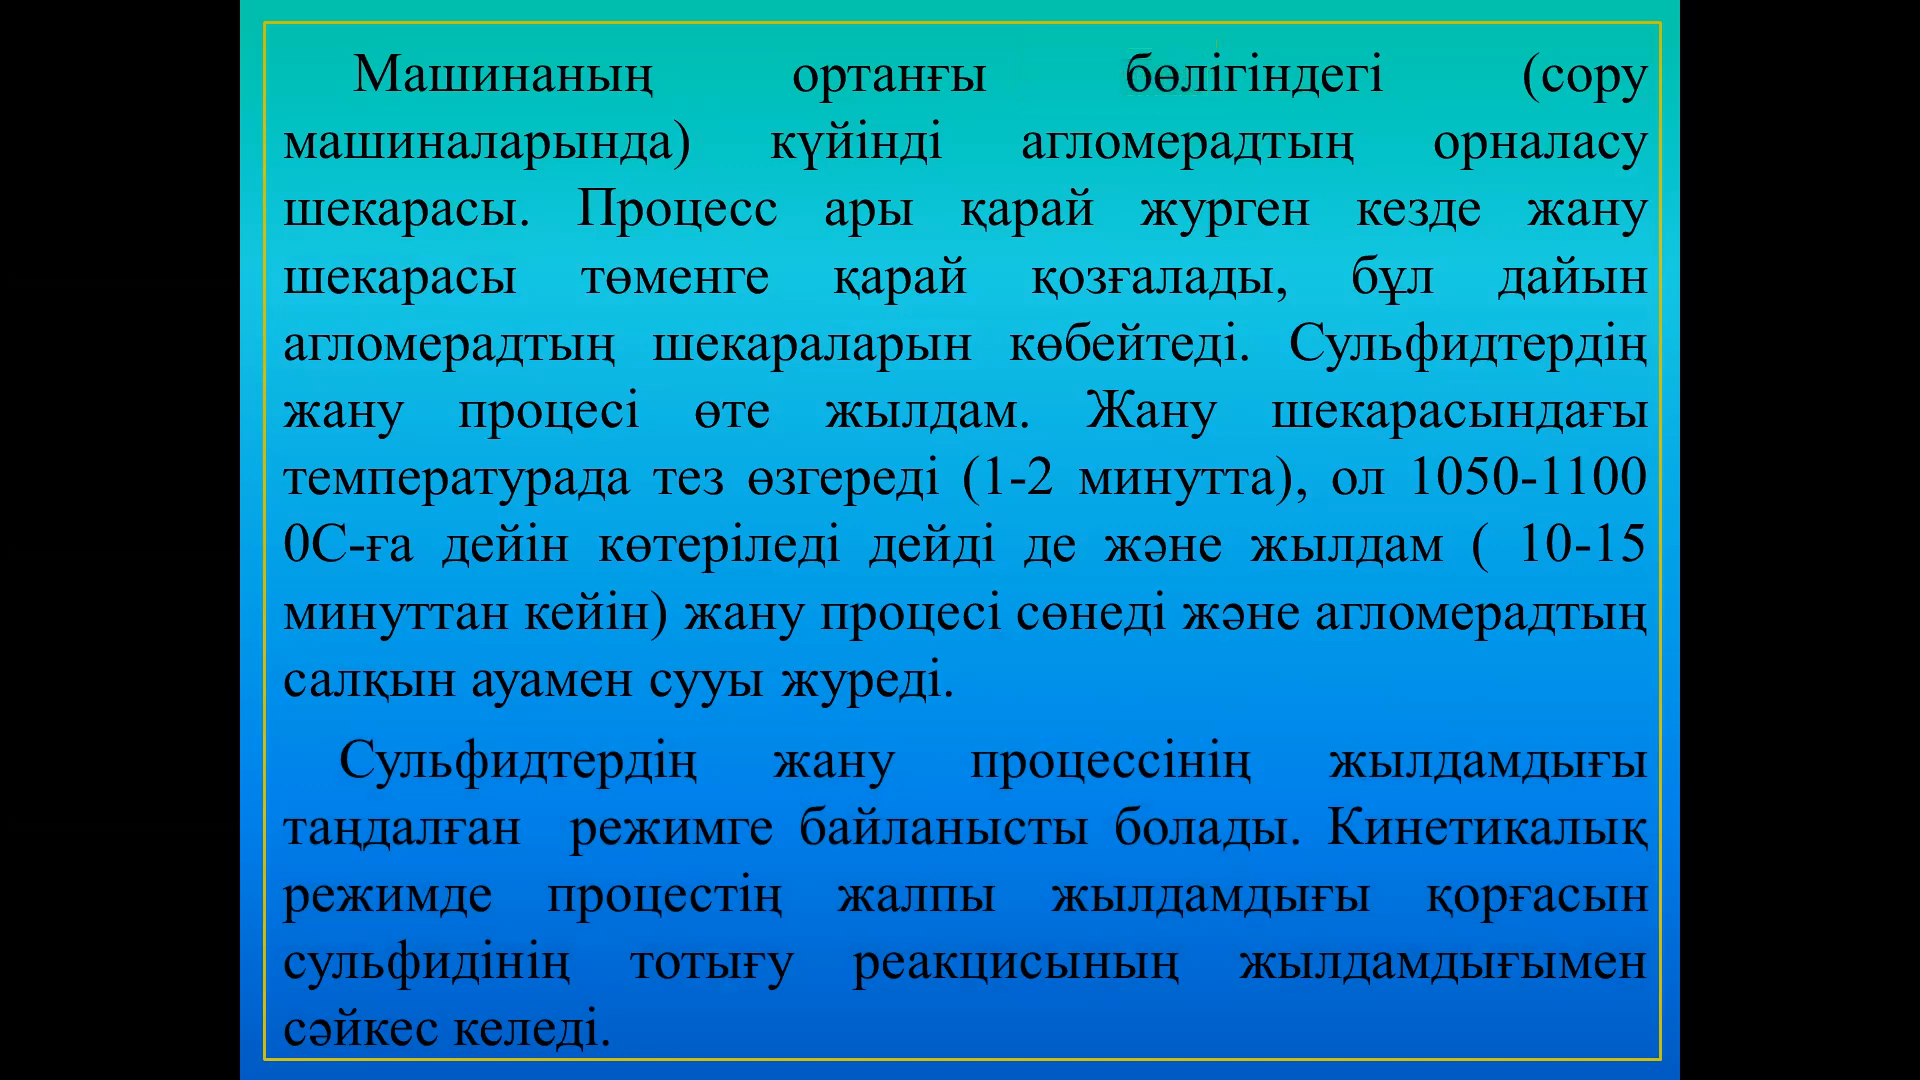 Машинаның ортанғы бөлігіндегі (сору
машиналарында) күйінді агломерадтың орналасу
шекарасы. Процесс ары қарай журген кезде жану
шекарасы төменге қарай қозғалады, бұл дайын
агломерадтың шекараларын көбейтеді. Сульфидтердің
жану процесі өте жылдам. Жану шекарасындағы
температурада тез өзгереді (1-2 минутта), ол 1050-1100
0С-ға дейін көтеріледі дейді де және жылдам ( 10-15
минуттан кейін) жану процесі сөнеді және агломерадтың
салқын ауамен сууы журеді.
Сульфидтердің жану процессінің жылдамдығы
таңдалған режимге байланысты болады. Кинетикалық
режимде процестің жалпы жылдамдығы қорғасын
сульфидінің тотығу реакцисының жылдамдығымен
сәйкес келеді.